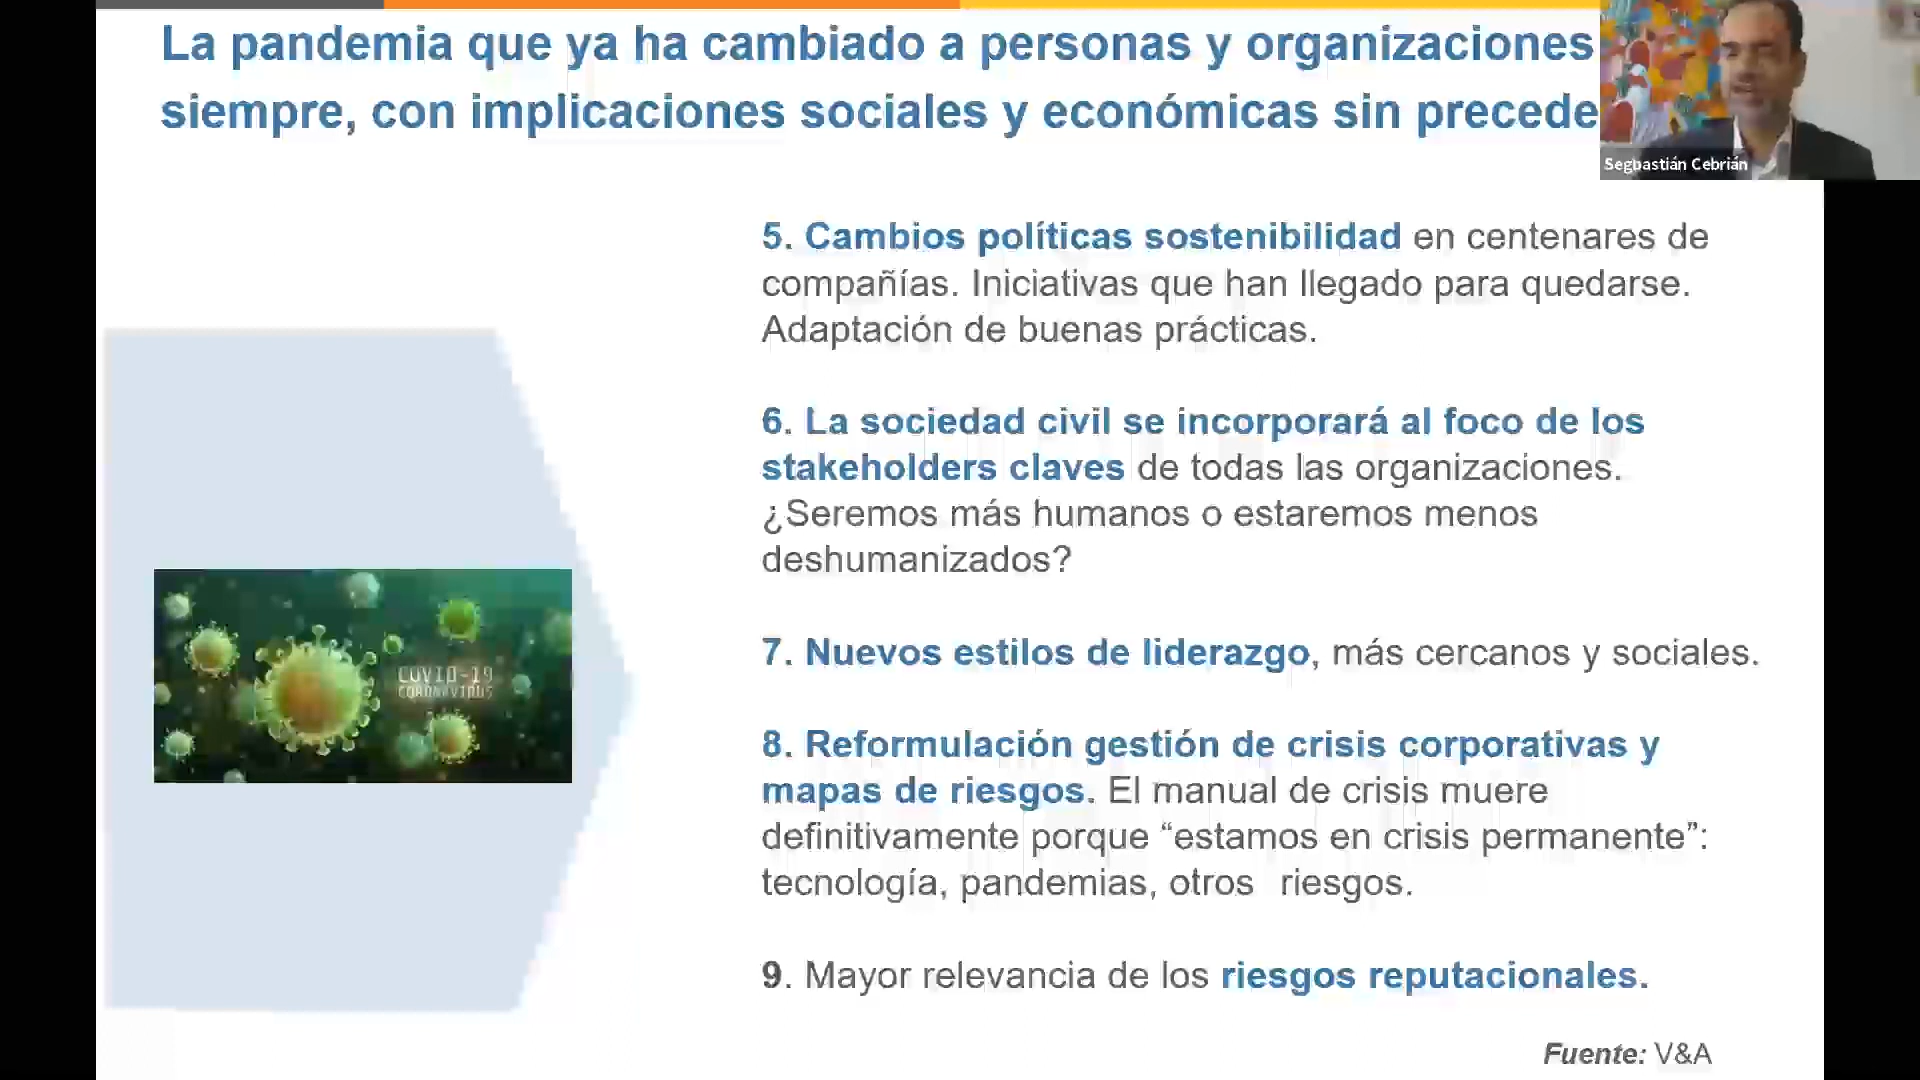 La pandemia que ya ha cambiado a personas y organizaciones
siempre, con implicaciones sociales y económicas sin precede
Segbastián Cebrián
5. Cambios políticas sostenibilidad en centenares de
compañías. Iniciativas que han llegado para quedarse.
Adaptación de buenas prácticas.
6. La sociedad civil se incorporará al foco de los
stakeholders claves de todas las organizaciones.
¿Seremos más humanos o estaremos menos
deshumanizados?
7. Nuevos estilos de liderazgo, más cercanos y sociales.
COVID-19
CORONAVIRUS
8. Reformulación gestión de crisis corporativas y
mapas de riesgos. El manual de crisis muere
definitivamente porque “estamos en crisis permanente”:
tecnología, pandemias, otros riesgos.
9. Mayor relevancia de los riesgos reputacionales.
Fuente: V&A